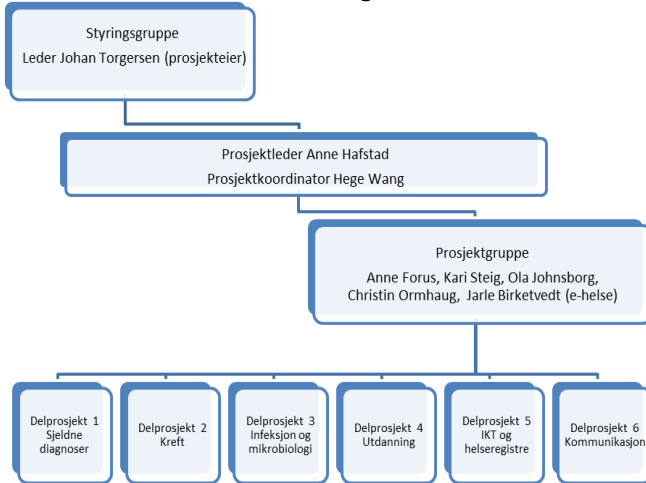 Styringsgruppe
Leder Johan Torgersen (prosjekteier)
Prosjektleder Anne Hafstad
Prosjektkoordinator Hege Wang
Prosjektgruppe
Anne Forus, Kari Steig, Ola Johnsborg,
Christin Ormhaug, Jarle Birketvedt (e-helse)
Delprosjekt 1
Sjeldne
diagnoser
Delprosjekt 2
Kreft
Delprosjekt 3
Infeksjon og
mikrobiologi
Delprosjekt 4
Utdanning
Delprosjekt 5
IKT og
helseregistre
Delprosjekt 6
Kommunikasjon